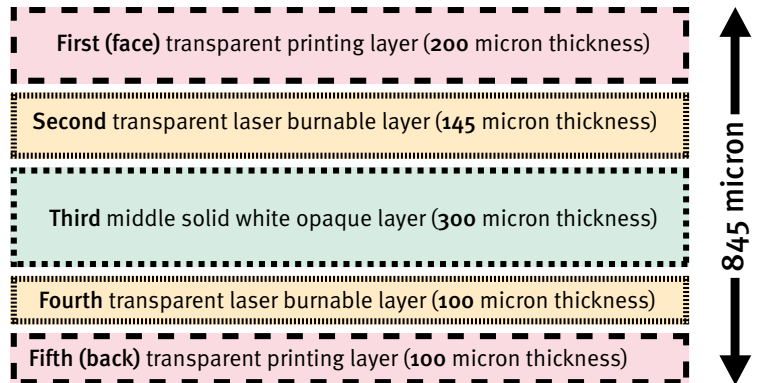 First (face) transparent printing layer (200 micron thickness)
Second transparent laser burnable layer (145 micron thickness)
Third middle solid white opaque layer (300 micron thickness)
Fourth transparent laser burnable layer (100 micron thickness)
Fifth (back) transparent printing layer (100 micron thickness)
845 micron